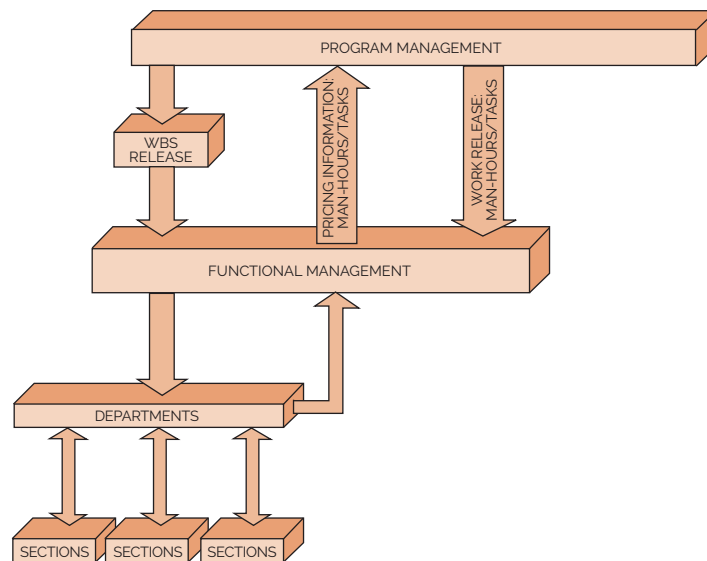 PROGRAM MANAGEMENT
WBS
RELEASE
PRICING INFORMATION:
MAN-HOURS/TASKS
WORK RELEASE:
MAN-HOURS/TASKS
FUNCTIONAL MANAGEMENT
DEPARTMENTS
SECTIONS
SECTIONS
SECTIONS